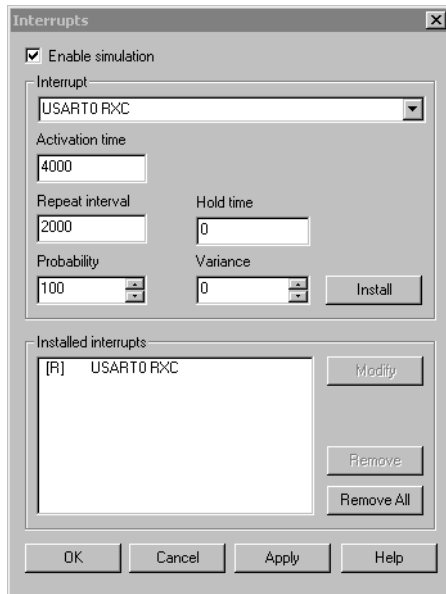 Interrupts
Enable simulation
Interrupt
USART0 RXC
Activation time
4000
Repeat interval Hold time
2000 0
Probability Variance
100 0 Install
Installed interrupts
[R] USART0 RXC Modify
Remove
Remove All
OK Cancel Apply Help